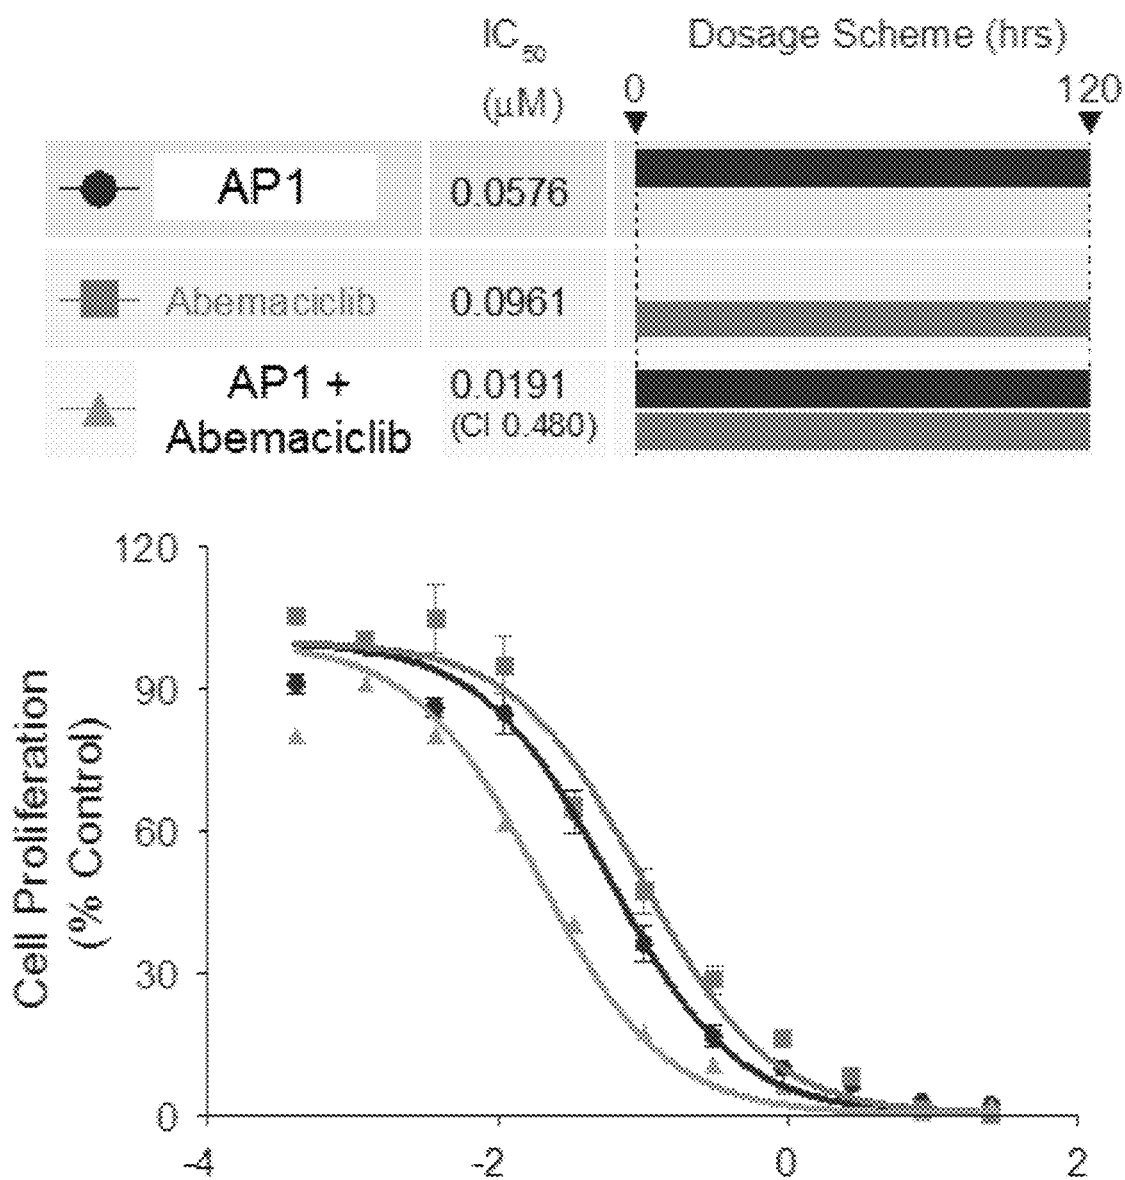 IC50 Dosage Scheme (hrs)
(μM) 0 120
AP1 0.0576
Abemaciclib 0.0961
AP1 + 0.0191
Abemaciclib (CI 0.480)
120
90
60
30
0
Cell Proliferation
(% Control)
-4 -2 0 2